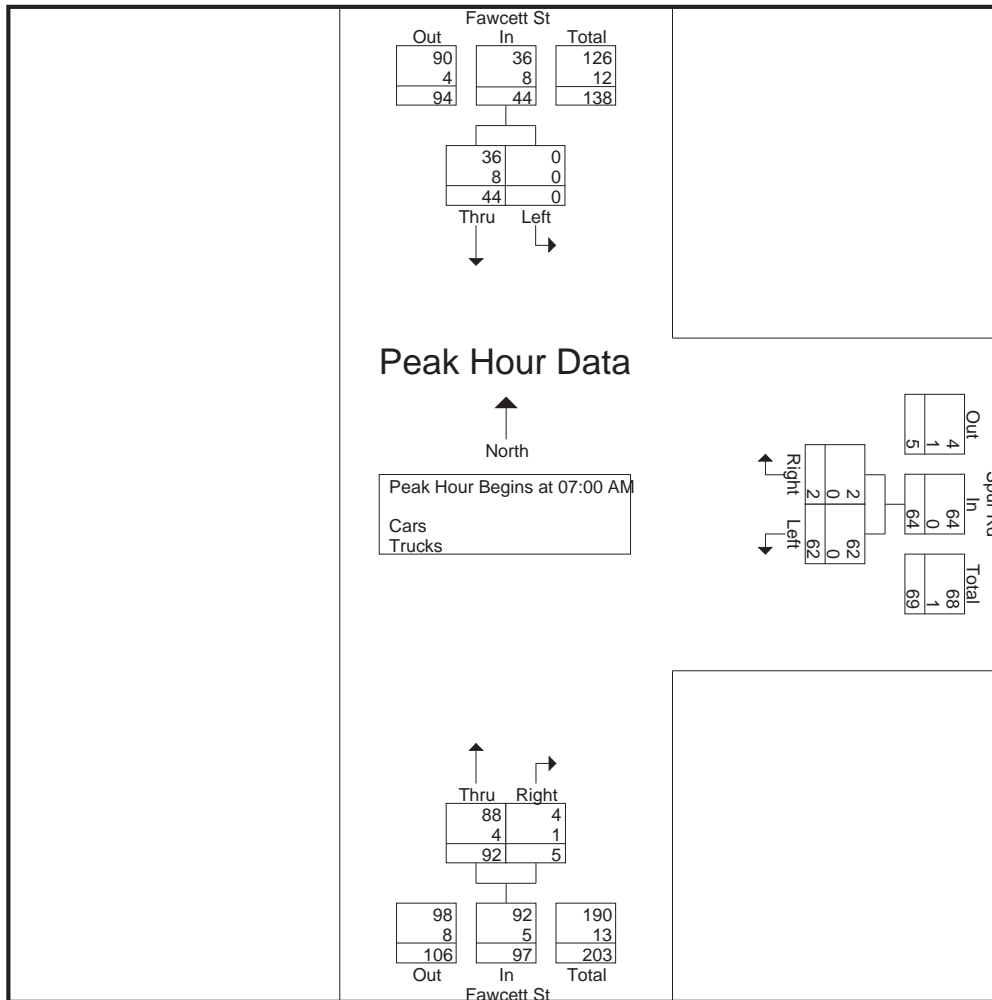 Fawcett St
Out In Total
90 36 126
4 8 12
94 44 138
36 0
8 0
44 0
Thru Left
Peak Hour Data
North
Peak Hour Begins at 07:00 AM
Cars
Trucks
Right Left
2 62
0 0
2 62
Out In Total
4 64 68
1 0 1
5 64 69
Thru Right
88 4
4 1
92 5
98 92 190
8 5 13
106 97 203
Out In Total
Fawcett St